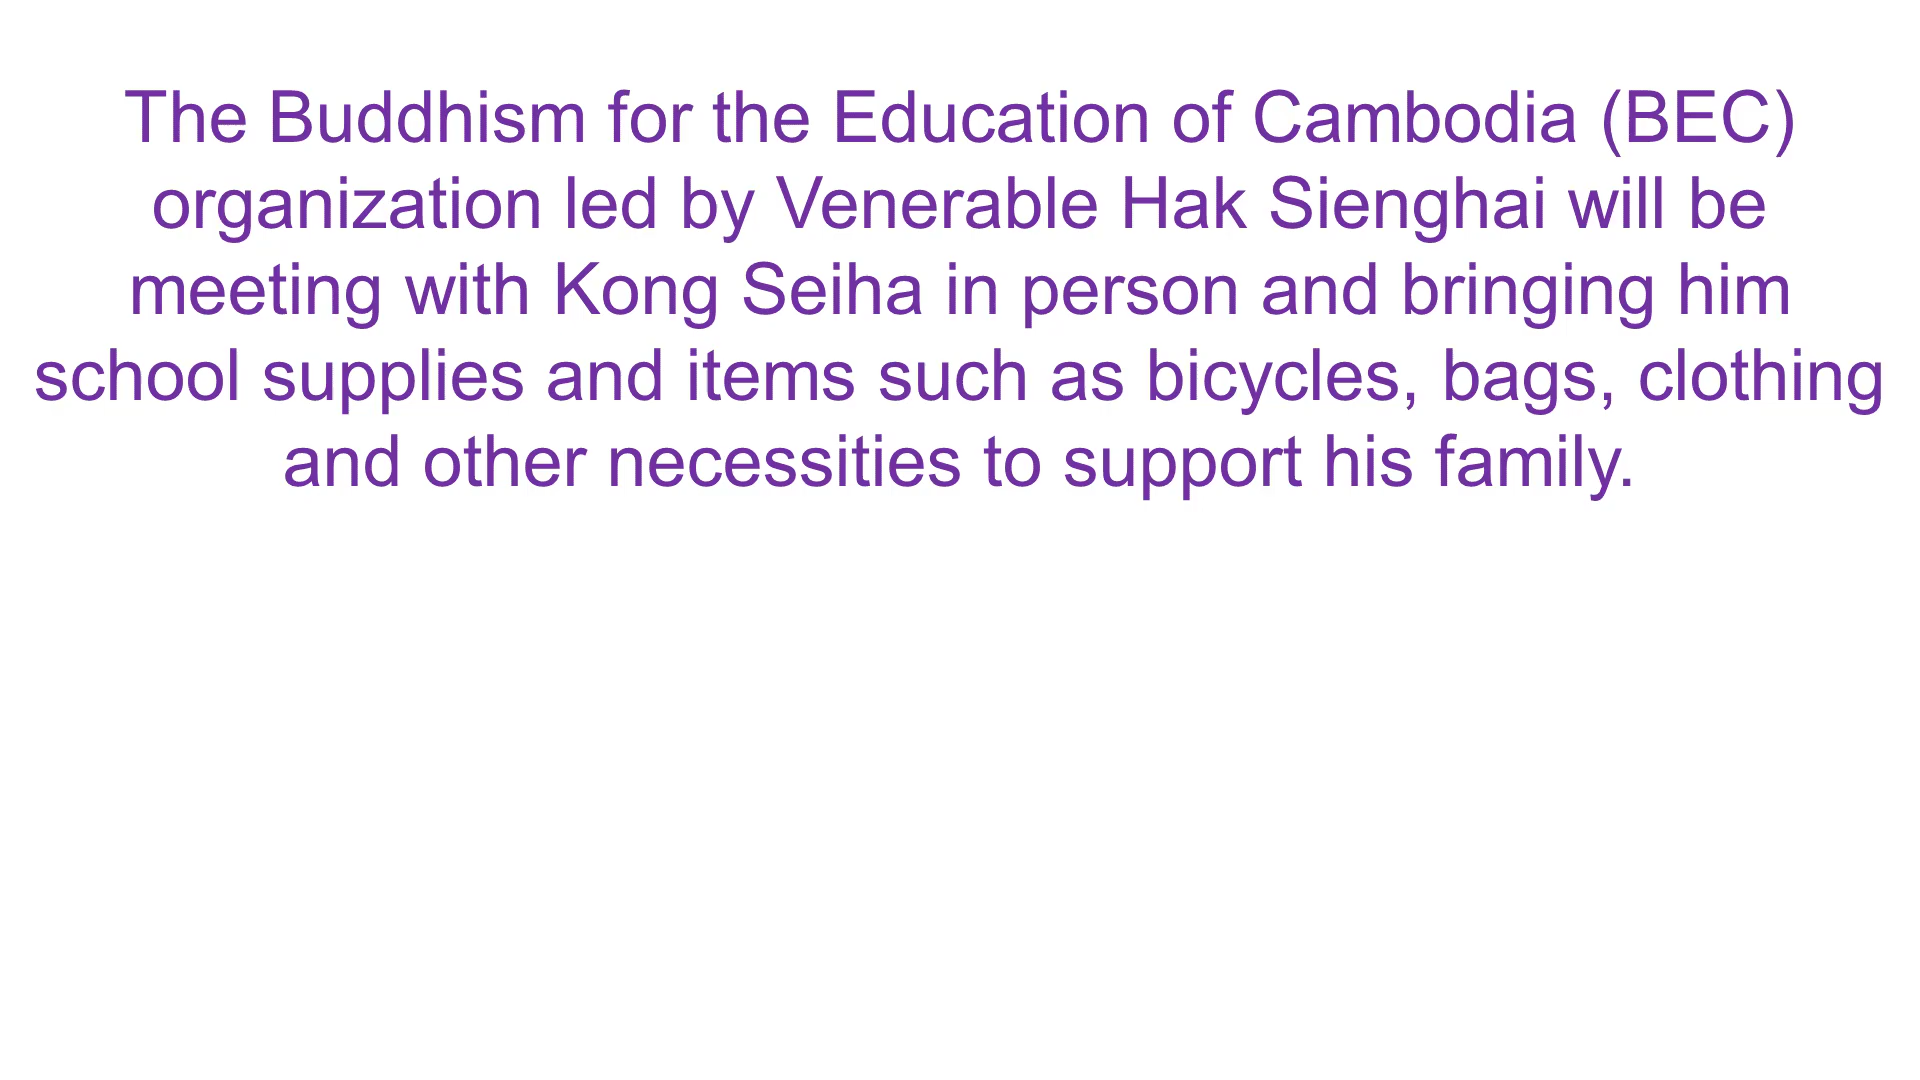 The Buddhism for the Education of Cambodia (BEC)
organization led by Venerable Hak Sienghai will be
meeting with Kong Seiha in person and bringing him
school supplies and items such as bicycles, bags, clothing
and other necessities to support his family.